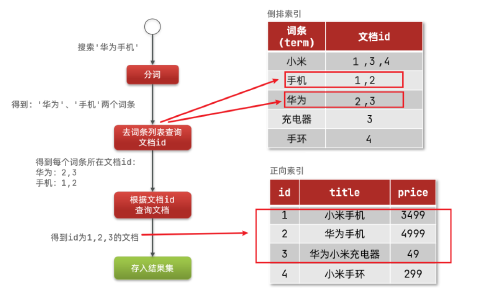 搜索'华为手机'
分词
得到：'华为'、'手机'两个词条
去词条列表查询
文档id
得到每个词条所在文档id：
华为：2,3
手机：1,2
根据文档id
查询文档
得到id为1,2,3的文档
存入结果集
倒排索引
词条
(term) 文档id
小米 1,3,4
手机 1,2
华为 2,3
充电器 3
手环 4
正向索引
id title price
1 小米手机 3499
2 华为手机 4999
3 华为小米充电器 49
4 小米手环 299